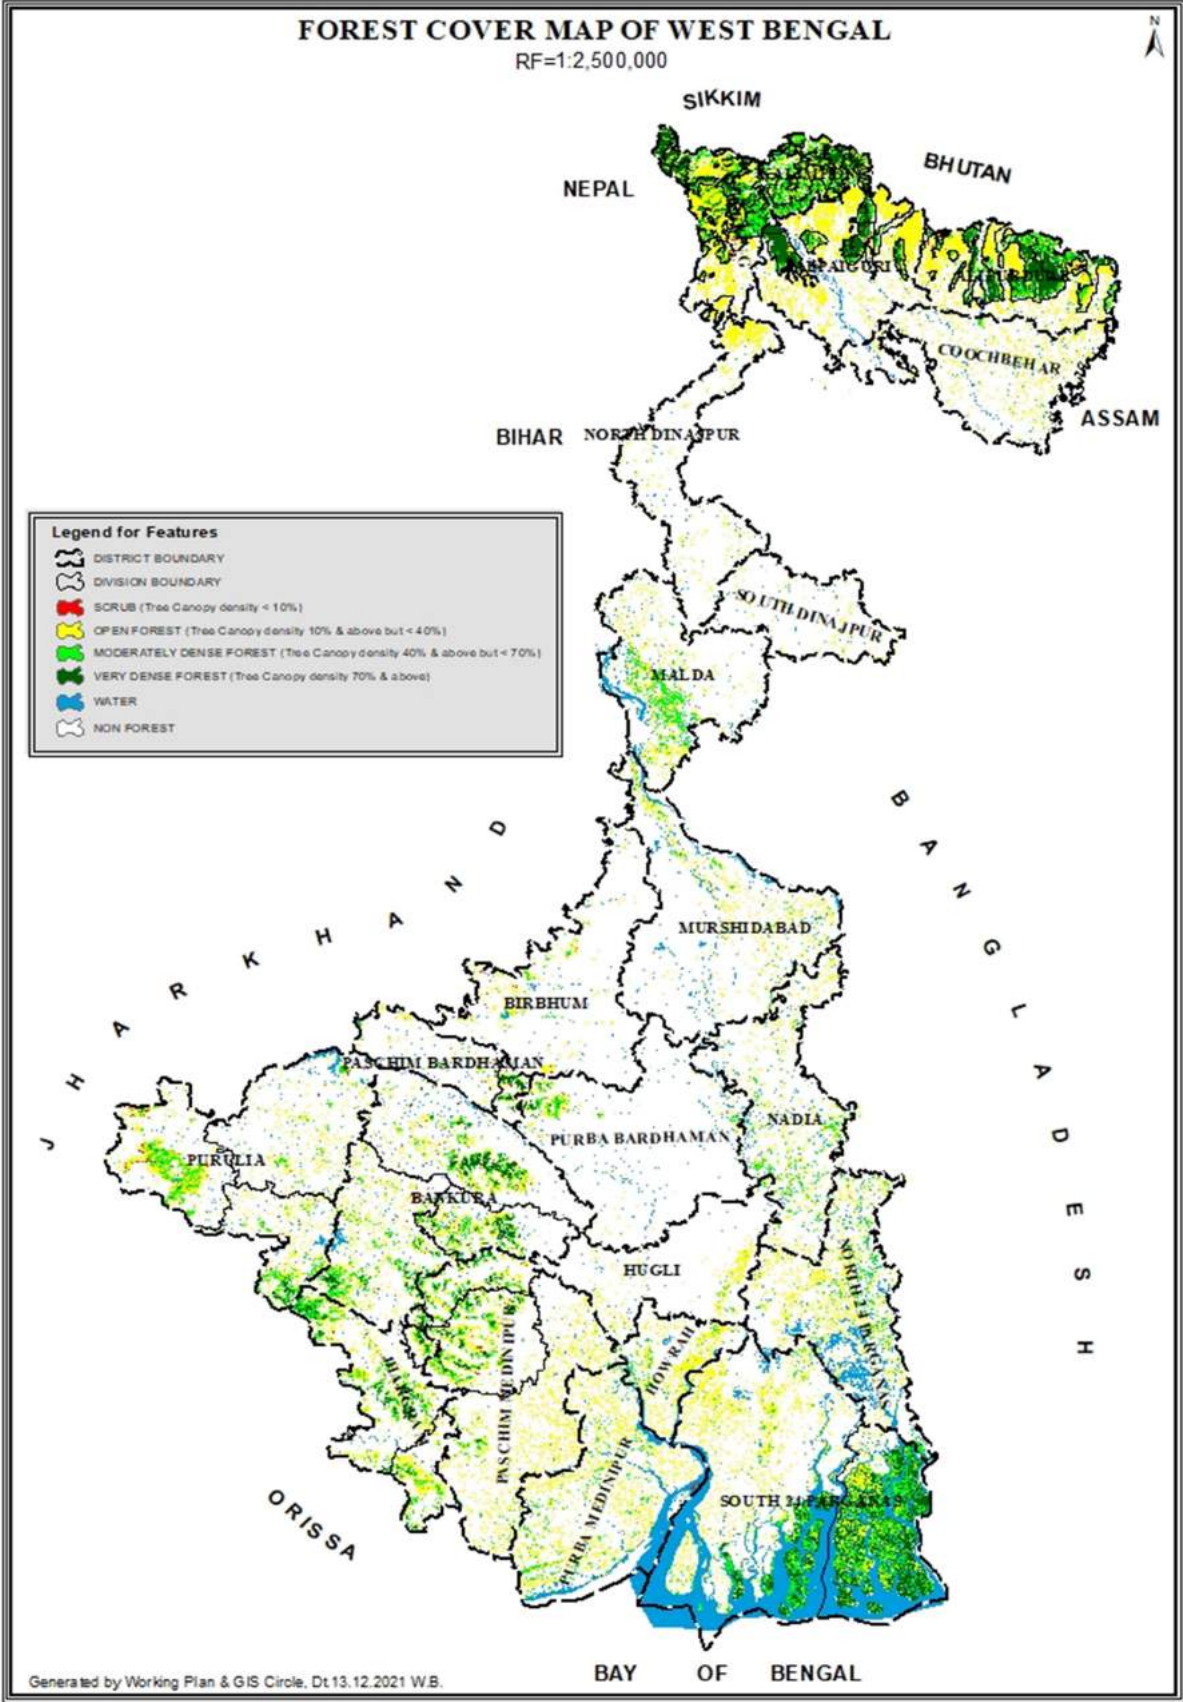 FOREST COVER MAP OF WEST BENGAL
RF=1:2,500,000
N
SIKKIM
BHUTAN
NEPAL
KALIMPONG
JALPAIGURI
ALIPURDUAR
COOCHBEHAR
ASSAM
BIHAR
NORTH DINAJPUR
Legend for Features
DISTRICT BOUNDARY
DIVISION BOUNDARY
SCRUB (Tree Canopy density < 10%)
OPEN FOREST (Tree Canopy density 10% & above but < 40%)
MODERATELY DENSE FOREST (Tree Canopy density 40% & above but < 70%)
VERY DENSE FOREST (Tree Canopy density 70% & above)
WATER
NON FOREST
SOUTH DINAJPUR
MALDA
BANGLADESH
JHARKHAND
MURSHIDABAD
BIRBHUM
PASCHIM BARDHAMAN
PURBA BARDHAMAN
NADIA
PURULIA
BANKURA
HUGLI
HOWRAH
PASCHIM MEDINIPUR
PURBA MEDINIPUR
SOUTH 24 PARGANAS
ORISSA
BAY OF BENGAL
Generated by Working Plan & GIS Circle, Dt.13.12.2021 W.B.